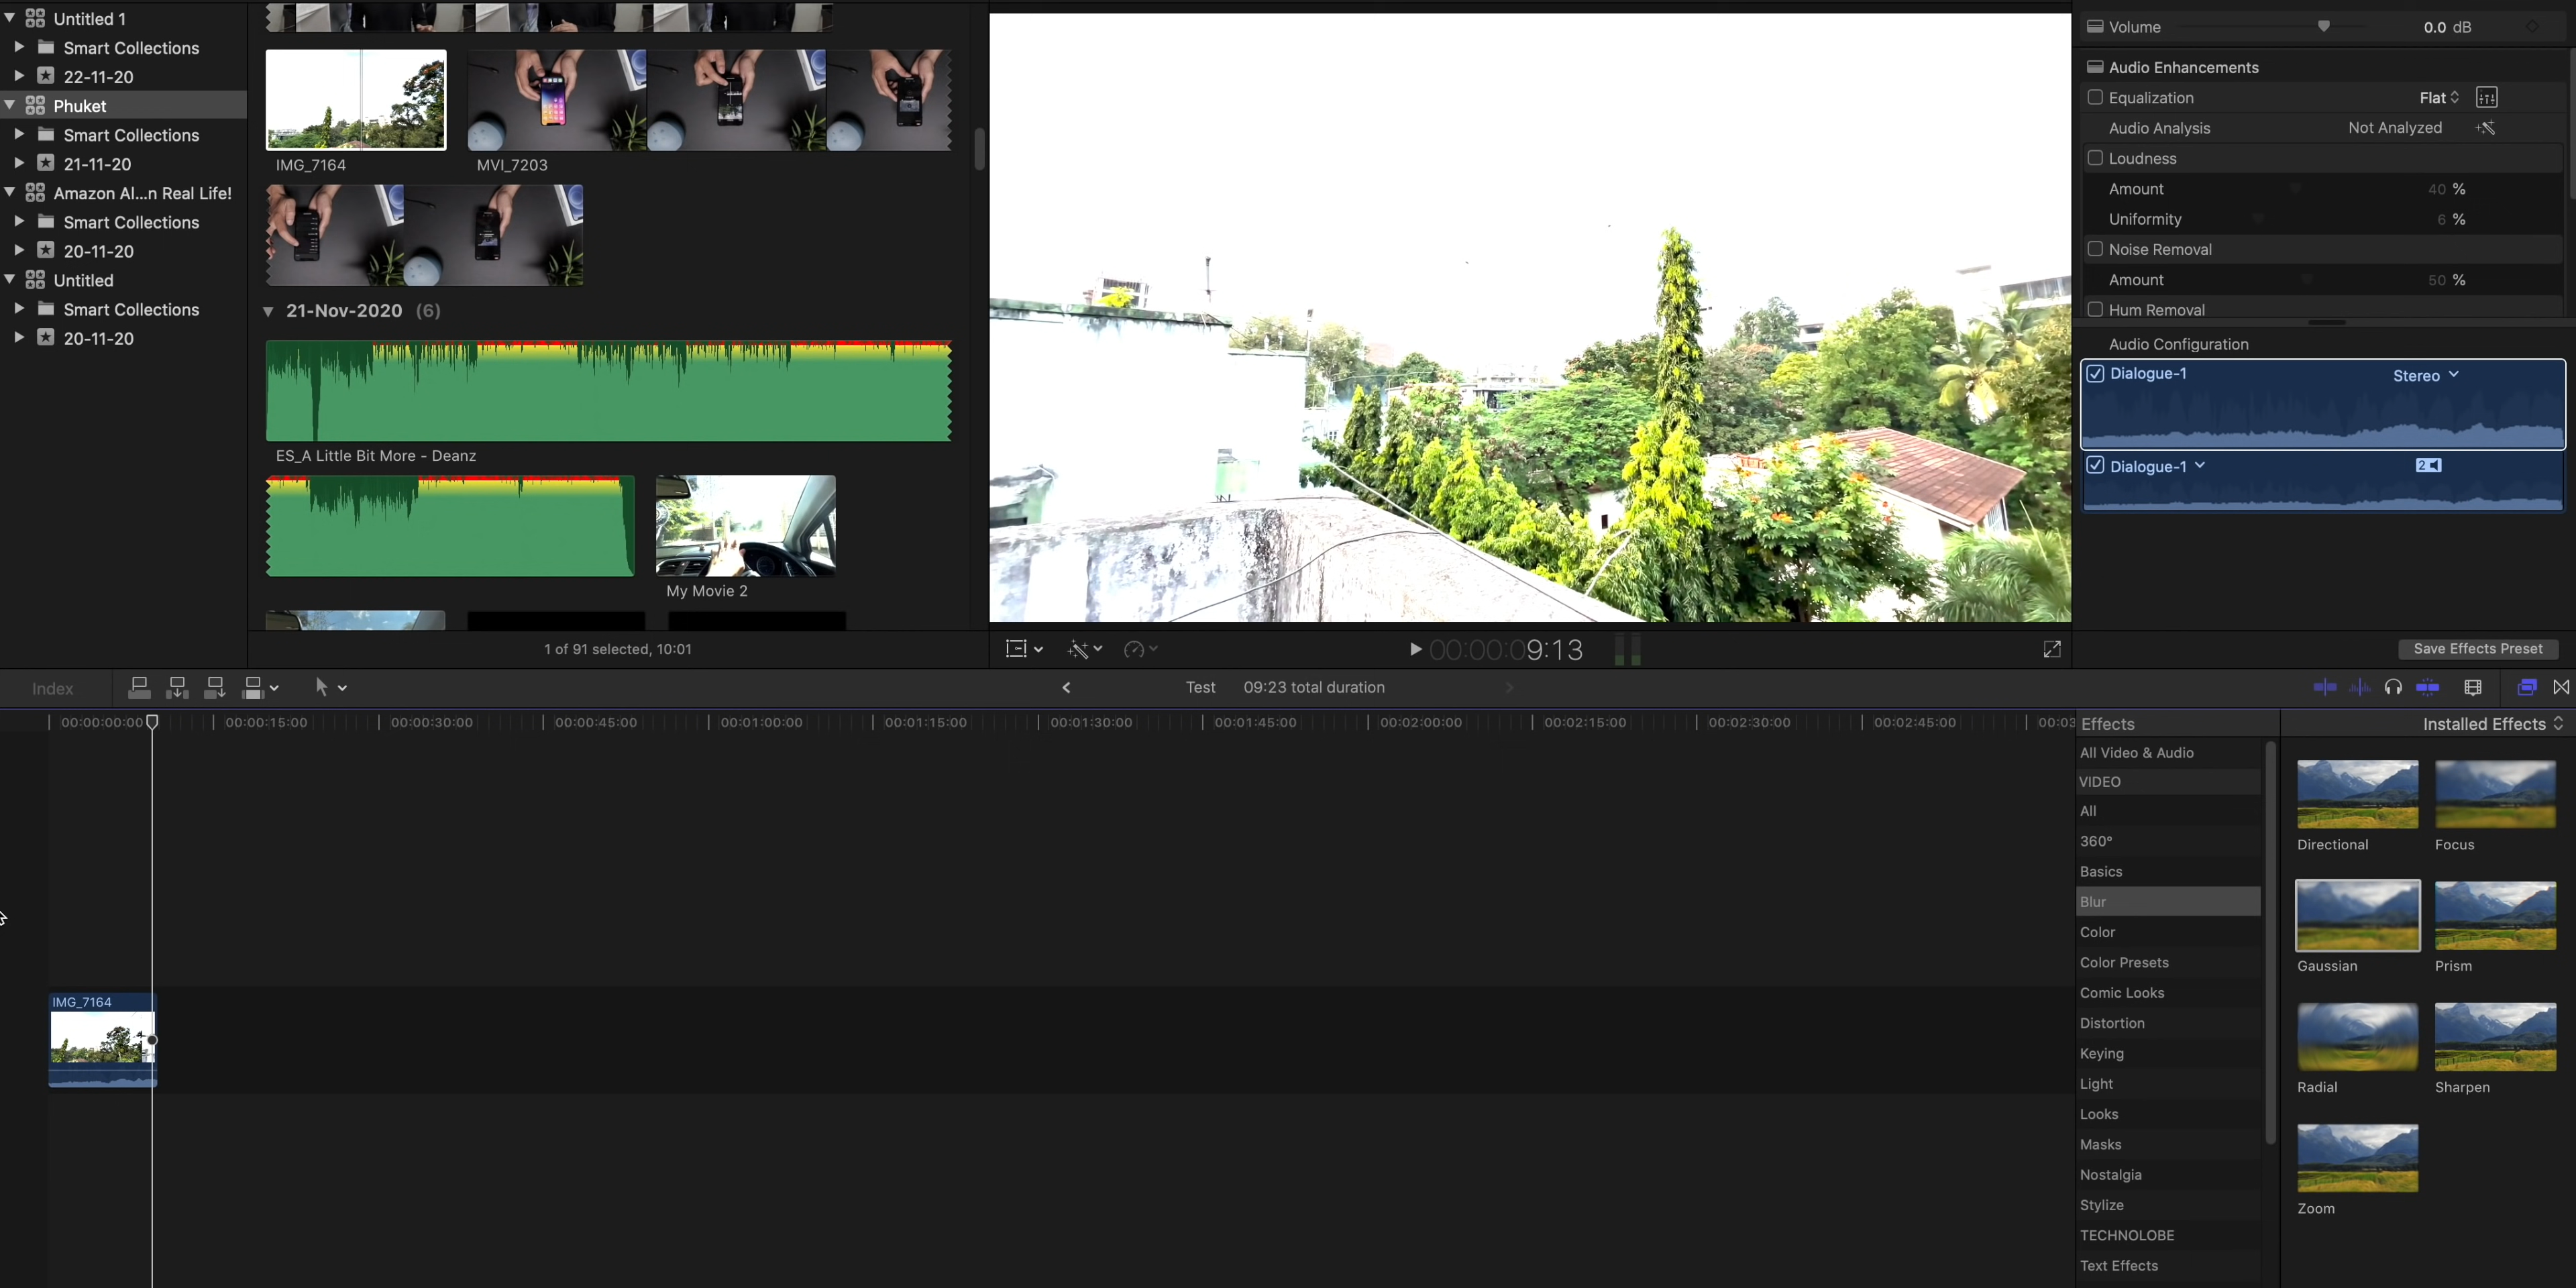 Untitled 1
Smart Collections
22-11-20
Phuket
Smart Collections
21-11-20
Amazon Al...n Real Life!
Smart Collections
20-11-20
Untitled
Smart Collections
20-11-20
IMG_7164
MVI_7203
21-Nov-2020 (6)
ES_A Little Bit More - Deanz
My Movie 2
1 of 91 selected, 10:01
00:00:09:13
Volume 0.0 dB
Audio Enhancements
Equalization Flat
Audio Analysis Not Analyzed
Loudness
Amount 40 %
Uniformity 6 %
Noise Removal
Amount 50 %
Hum Removal
Audio Configuration
Dialogue-1 Stereo
Dialogue-1 2
Save Effects Preset
Index
Test 09:23 total duration
00:00:00:00 00:00:15:00 00:00:30:00 00:00:45:00 00:01:00:00 00:01:15:00 00:01:30:00 00:01:45:00 00:02:00:00 00:02:15:00 00:02:30:00 00:02:45:00 00:03
IMG_7164
Effects
Installed Effects
All Video & Audio
VIDEO
All
360°
Basics
Blur
Color
Color Presets
Comic Looks
Distortion
Keying
Light
Looks
Masks
Nostalgia
Stylize
TECHNOLOBE
Text Effects
Directional
Focus
Gaussian
Prism
Radial
Sharpen
Zoom